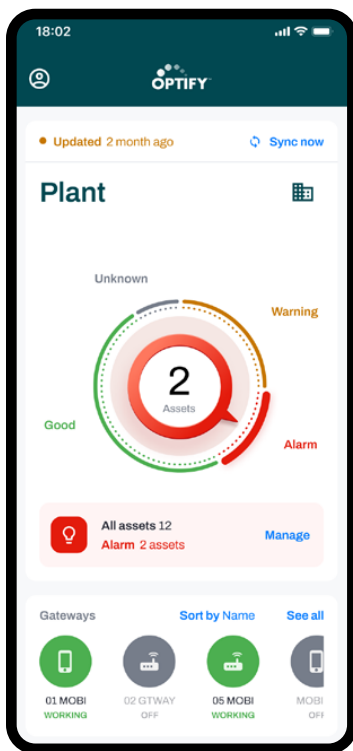 18:02
OPTIFY
Updated 2 month ago Sync now
Plant
Unknown
Warning
2
Assets
Good
Alarm
All assets 12
Alarm 2 assets
Manage
Gateways Sort by Name See all
01 MOBI 02 GTWAY 05 MOBI MOBI
WORKING OFF WORKING OFF